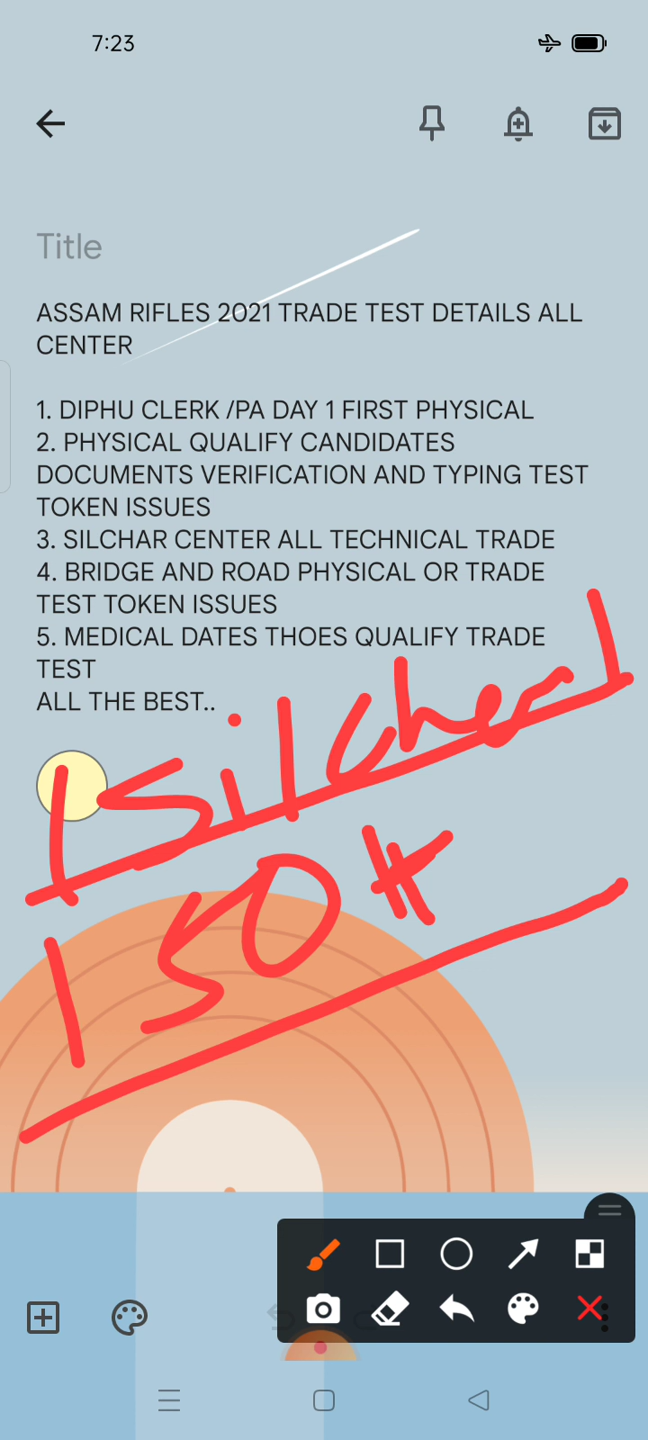 7:23
Title
ASSAM RIFLES 2021 TRADE TEST DETAILS ALL
CENTER
1. DIPHU CLERK /PA DAY 1 FIRST PHYSICAL
2. PHYSICAL QUALIFY CANDIDATES
DOCUMENTS VERIFICATION AND TYPING TEST
TOKEN ISSUES
3. SILCHAR CENTER ALL TECHNICAL TRADE
4. BRIDGE AND ROAD PHYSICAL OR TRADE
TEST TOKEN ISSUES
5. MEDICAL DATES THOES QUALIFY TRADE
TEST
ALL THE BEST..
150